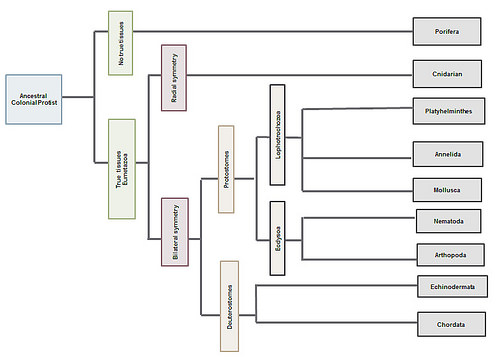 Ancestral
Colonial Protist
No true tissues
True tissues
Eumetazoa
Radial symmetry
Bilateral symmetry
Protostomes
Deuterostomes
Lophotrochozoa
Ecdysoa
Porifera
Cnidarian
Platyhelminthes
Annelida
Mollusca
Nematoda
Arthopoda
Echinodermata
Chordata